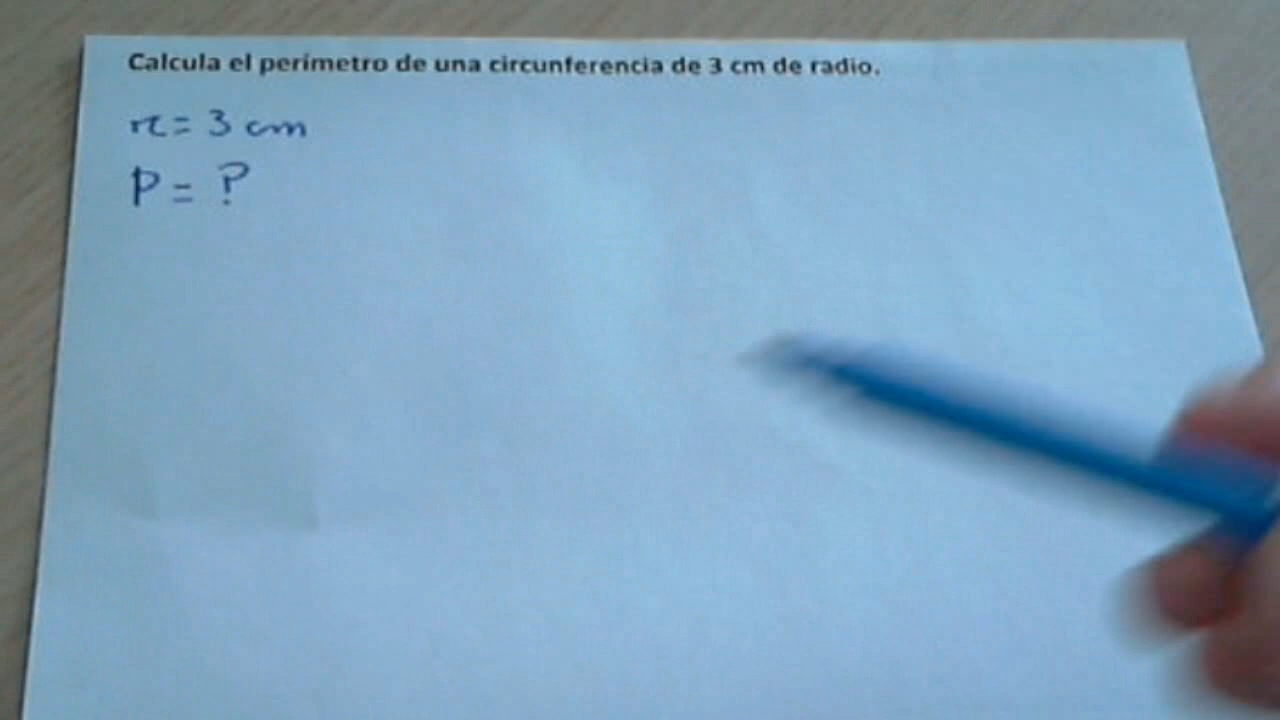 Calcula el perímetro de una circunferencia de 3 cm de radio.
r = 3 cm
P = ?